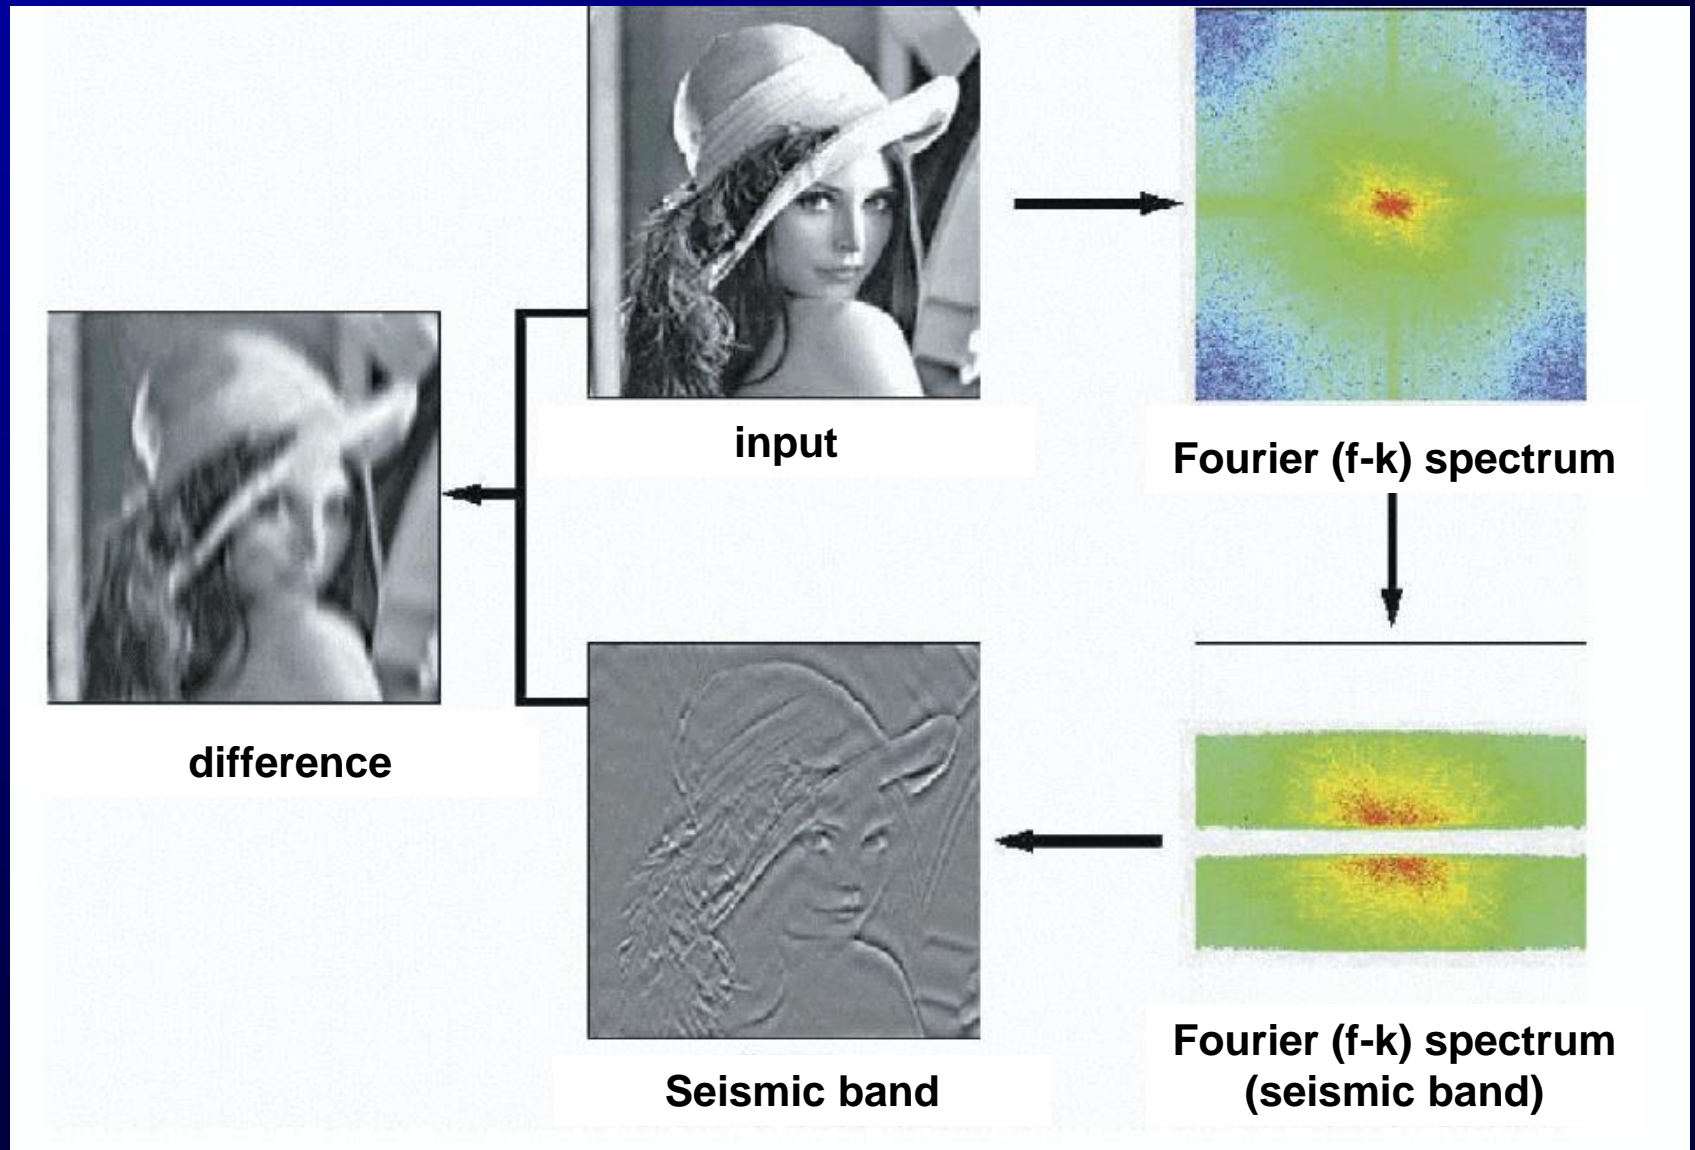 input
Fourier (f-k) spectrum
difference
Seismic band
Fourier (f-k) spectrum
(seismic band)